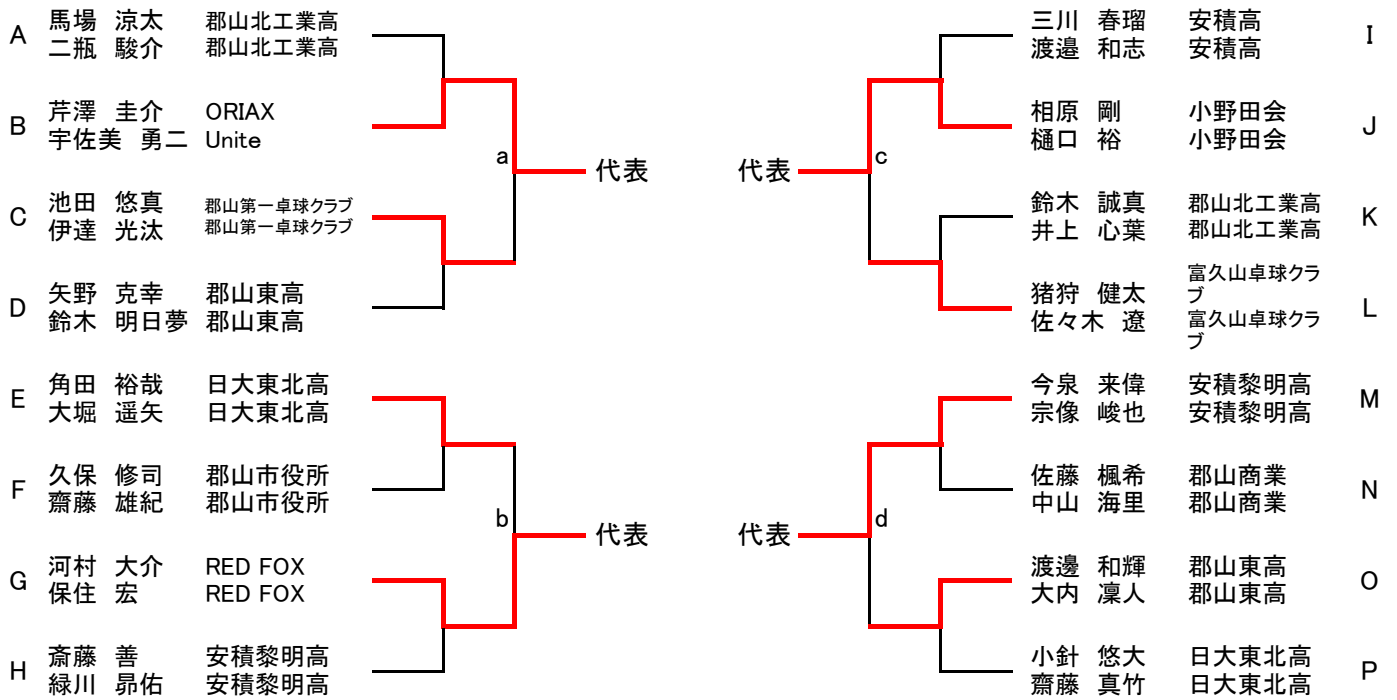 A 馬場 涼太 郡山北工業高
二瓶 駿介 郡山北工業高
B 芹澤 圭介 ORIAX
宇佐美 勇二 Unite
a 代表
C 池田 悠真 郡山第一卓球クラブ
伊達 光汰 郡山第一卓球クラブ
D 矢野 克幸 郡山東高
鈴木 明日夢 郡山東高
E 角田 裕哉 日大東北高
大堀 遥矢 日大東北高
F 久保 修司 郡山市役所
齋藤 雄紀 郡山市役所
b 代表
G 河村 大介 RED FOX
保住 宏 RED FOX
H 斎藤 善 安積黎明高
緑川 昴佑 安積黎明高
三川 春瑠 安積高 I
渡邉 和志 安積高
相原 剛 小野田会 J
樋口 裕 小野田会
代表 c
鈴木 誠真 郡山北工業高 K
井上 心葉 郡山北工業高
猪狩 健太 富久山卓球クラ
ブ
佐々木 遼 富久山卓球クラ L
ブ
今泉 来偉 安積黎明高 M
宗像 峻也 安積黎明高
佐藤 楓希 郡山商業 N
中山 海里 郡山商業
代表 d
渡邊 和輝 郡山東高 O
大内 凜人 郡山東高
小針 悠大 日大東北高 P
齋藤 真竹 日大東北高